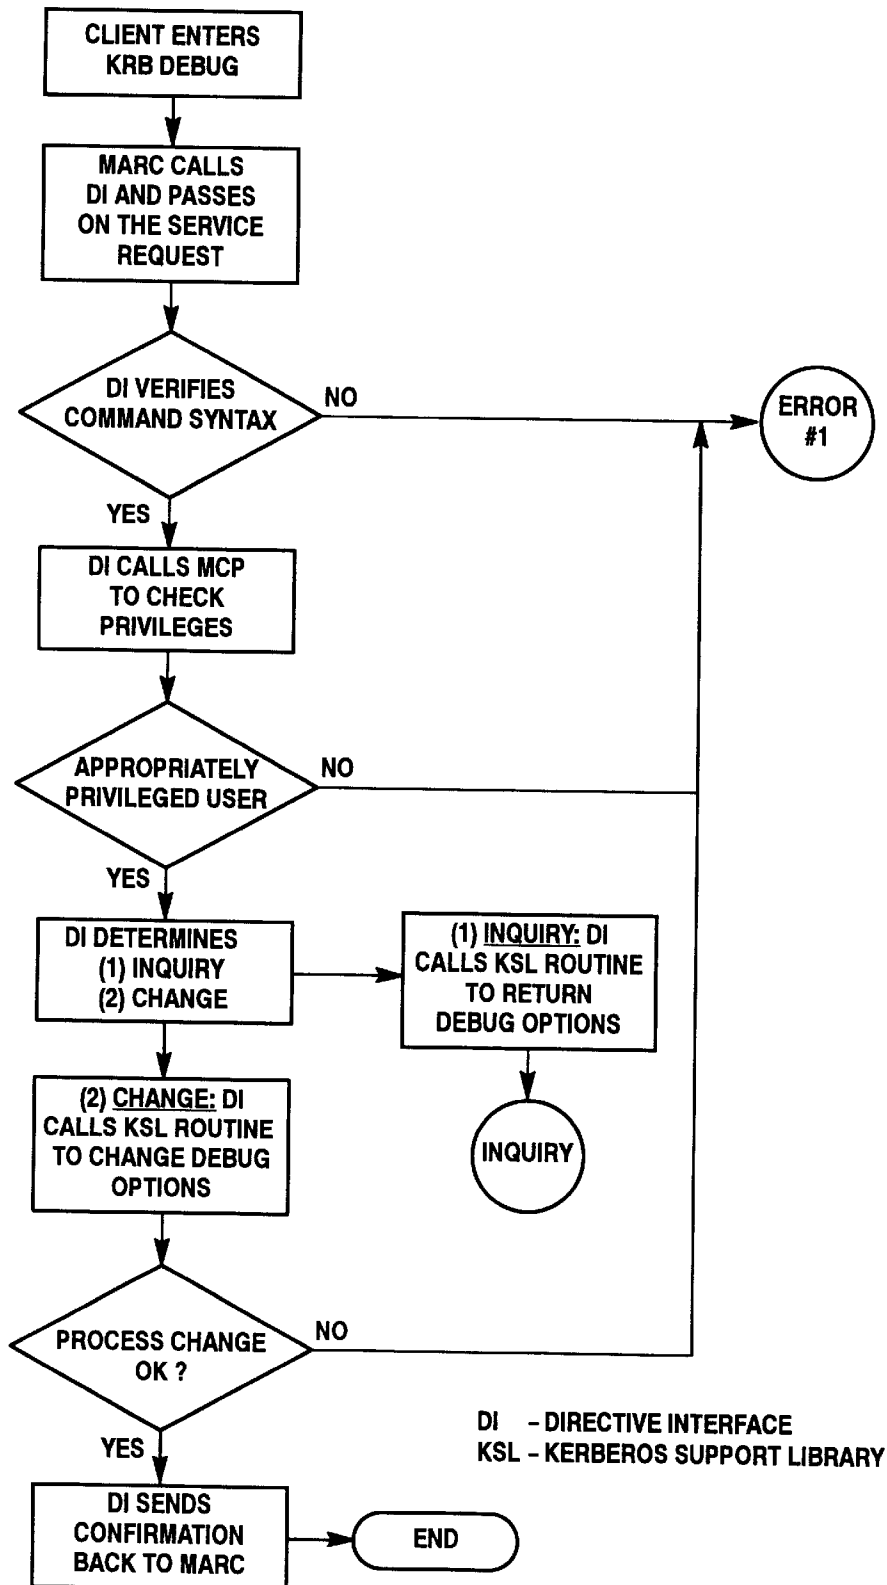 CLIENT ENTERS
KRB DEBUG
MARC CALLS
DI AND PASSES
ON THE SERVICE
REQUEST
DI VERIFIES
COMMAND SYNTAX
NO
ERROR
#1
YES
DI CALLS MCP
TO CHECK
PRIVILEGES
APPROPRIATELY
PRIVILEGED USER
NO
YES
DI DETERMINES
(1) INQUIRY
(2) CHANGE
(1) INQUIRY: DI
CALLS KSL ROUTINE
TO RETURN
DEBUG OPTIONS
(2) CHANGE: DI
CALLS KSL ROUTINE
TO CHANGE DEBUG
OPTIONS
INQUIRY
PROCESS CHANGE
OK ?
NO
YES
DI – DIRECTIVE INTERFACE
KSL – KERBEROS SUPPORT LIBRARY
DI SENDS
CONFIRMATION
BACK TO MARC
END